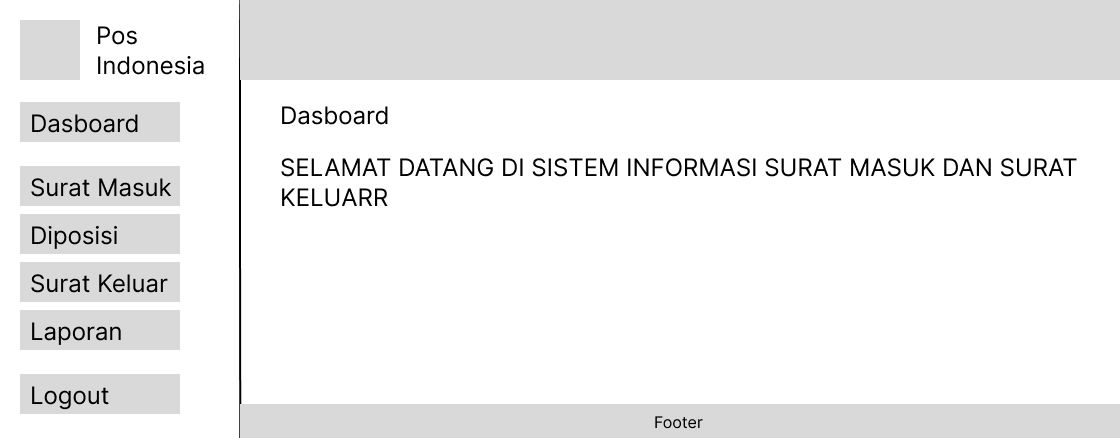 Pos
Indonesia
Dasboard
Surat Masuk
Diposisi
Surat Keluar
Laporan
Logout
Dasboard
SELAMAT DATANG DI SISTEM INFORMASI SURAT MASUK DAN SURAT
KELUARR
Footer